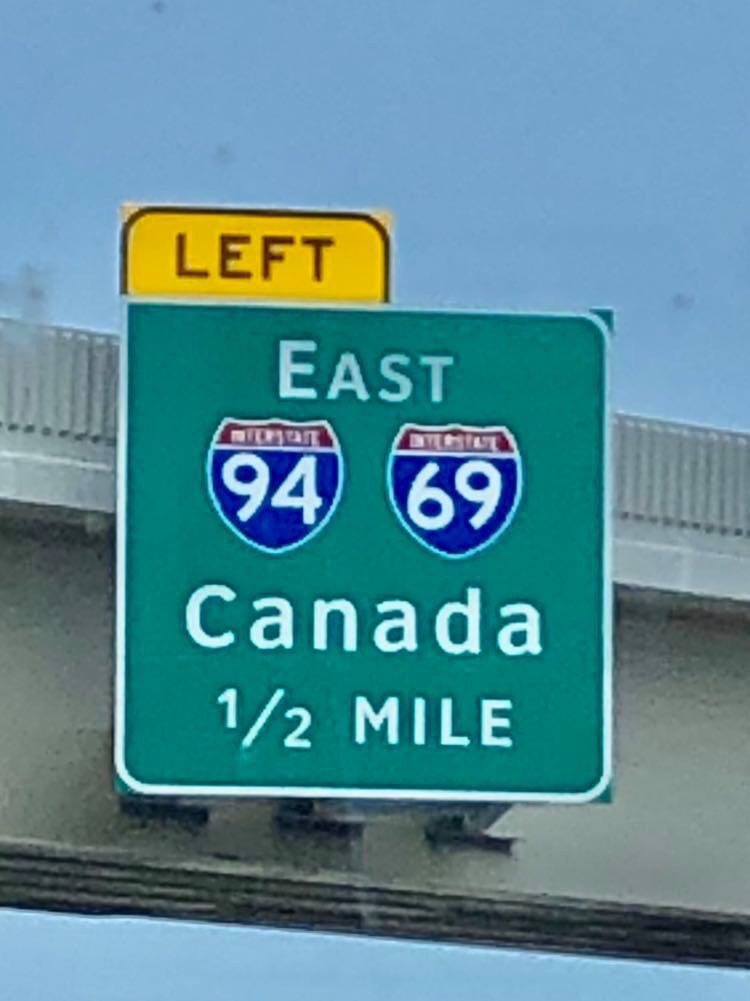 LEFT
EAST
INTERSTATE INTERSTATE
94 69
Canada
1/2 MILE